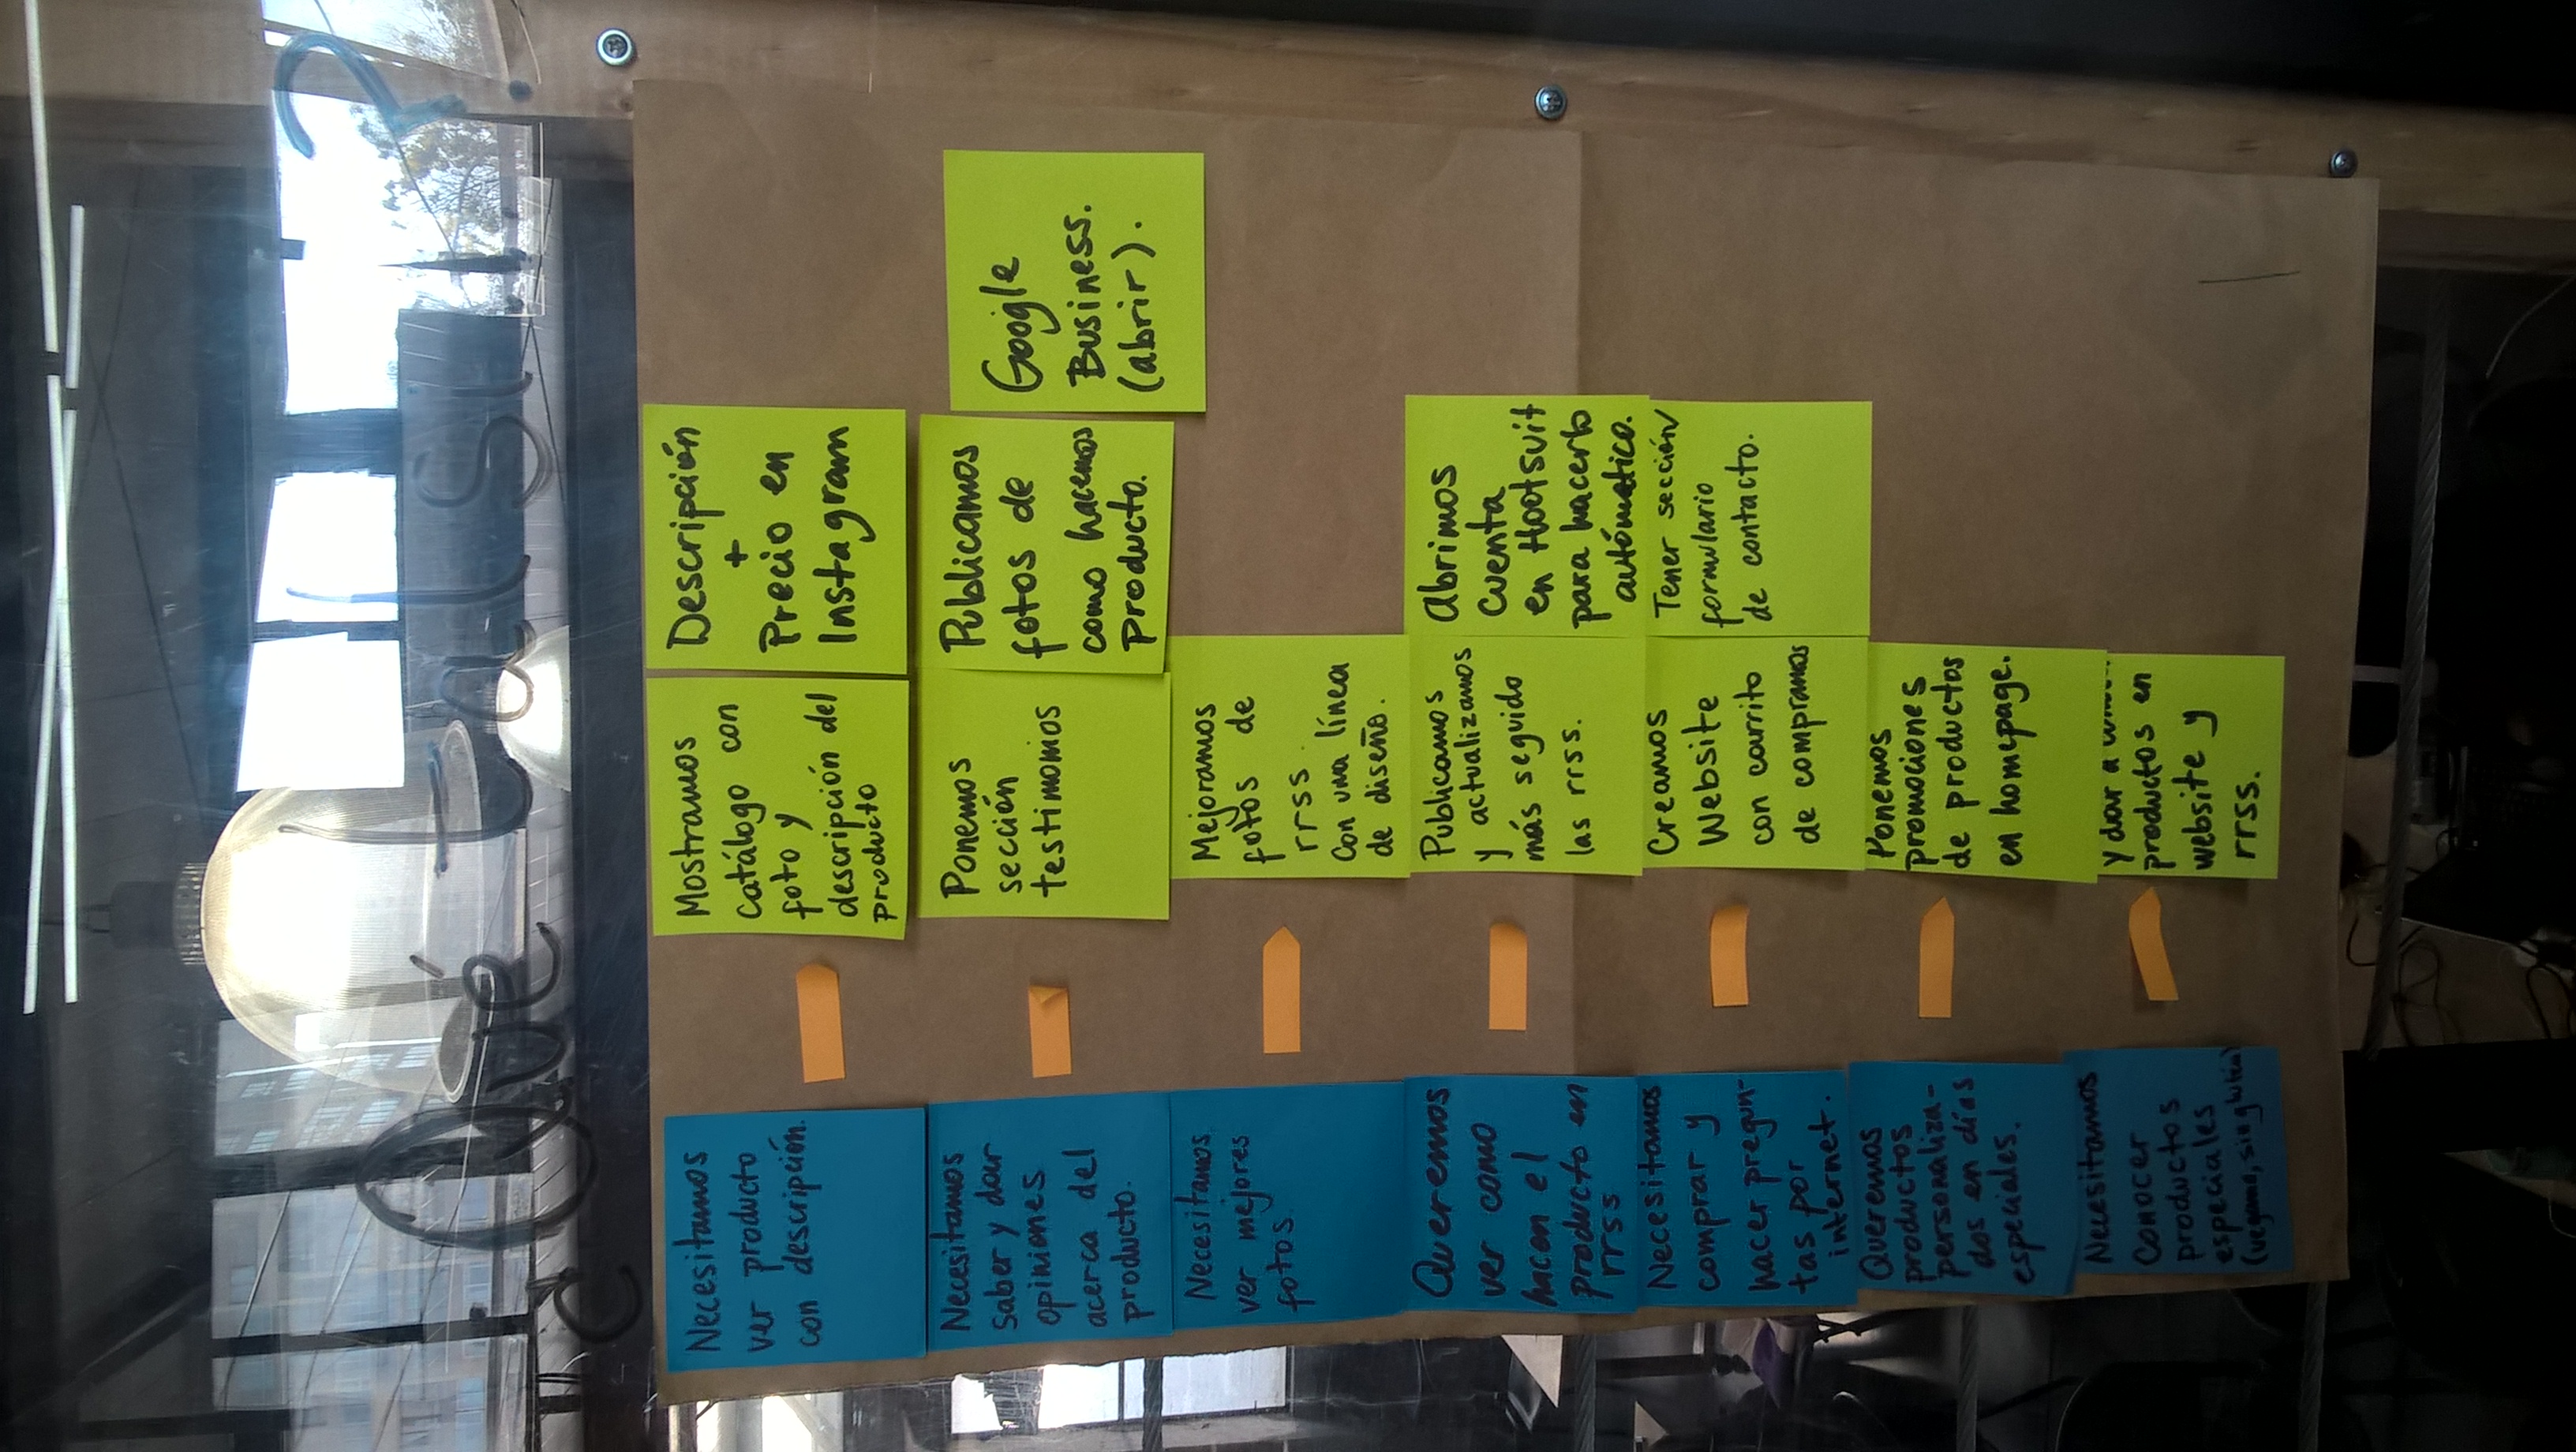 ¿Qué tal si...?
Necesitamos
ver producto
con descripción.
Mostramos
catálogo con
foto y
descripción del
producto
Descripción
+
Precio en
Instagram
Necesitamos
saber y dar
opiniones
acerca del
producto.
Ponemos
sección
testimomios
Publicamos
fotos de
como hacemos
producto.
Google
Business.
(abrir).
Necesitamos
ver mejores
fotos
Mejoramos
fotos de
rrss.
Con una línea
de diseño.
Queremos
ver como
hacen el
producto en
rrss
Publicamos
y actualizamos
más seguido
las rrss.
Abrimos
cuenta
en Hootsuit
para hacerlo
autómatico.
Necesitamos
comprar y
hacer pregun-
tas por
internet.
Creamos
Website
con carrito
de compramos
Tener sección
formulario
de contacto.
Queremos
productos
personaliza-
dos en días
especiales.
Ponemos
promociones
de productos
en homepage.
Necesitamos
Conocer
productos
especiales
(vegano, sin gluten)
y dar a
productos en
website y
rrss.